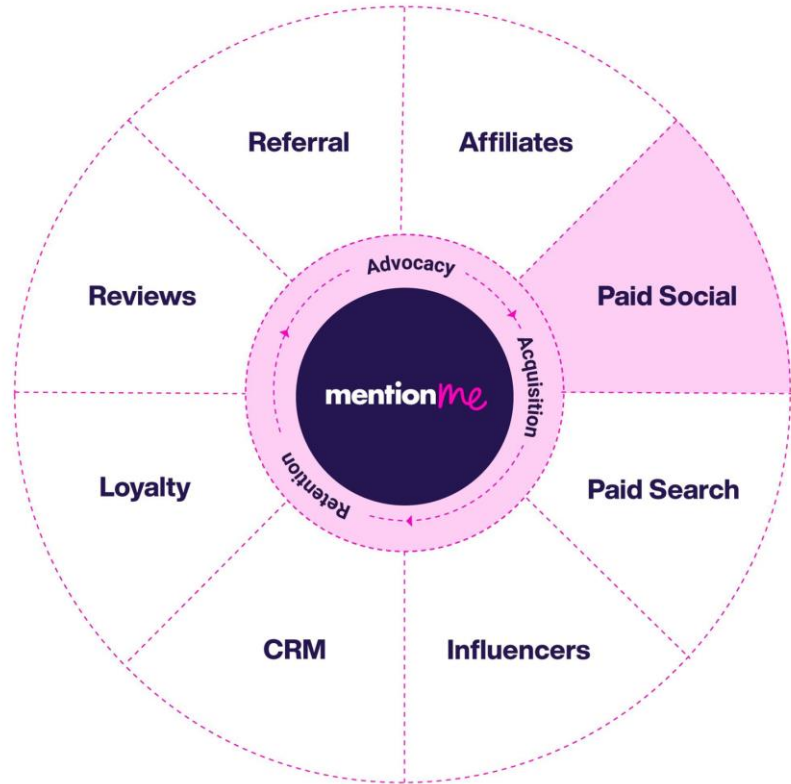 Referral
Affiliates
Reviews
Advocacy
Paid Social
Acquisition
mentionme
Loyalty
Retention
Paid Search
CRM
Influencers